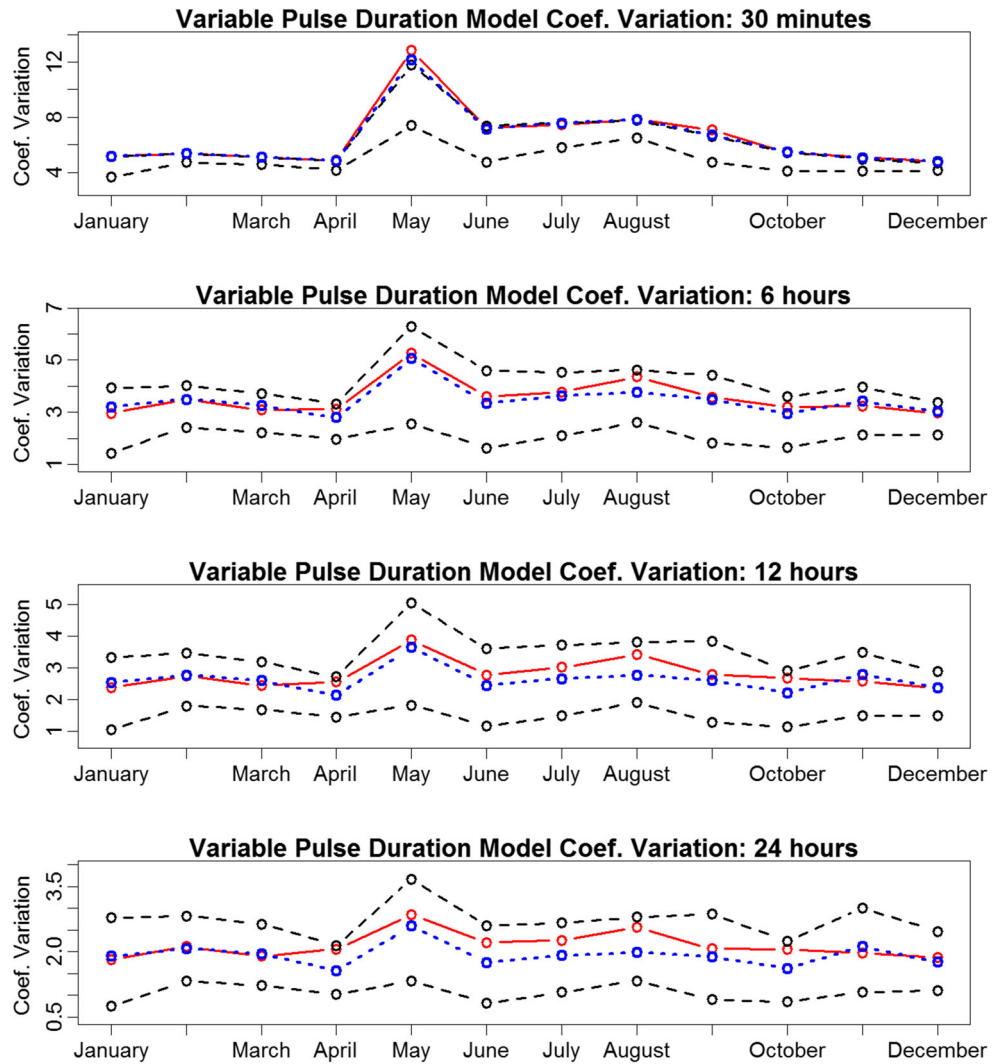 Variable Pulse Duration Model Coef. Variation: 30 minutes
Coef. Variation
12
8
4
January March April May June July August October December
Variable Pulse Duration Model Coef. Variation: 6 hours
Coef. Variation
7
5
3
1
January March April May June July August October December
Variable Pulse Duration Model Coef. Variation: 12 hours
Coef. Variation
5
4
3
2
1
January March April May June July August October December
Variable Pulse Duration Model Coef. Variation: 24 hours
Coef. Variation
3.5
2.0
0.5
January March April May June July August October December